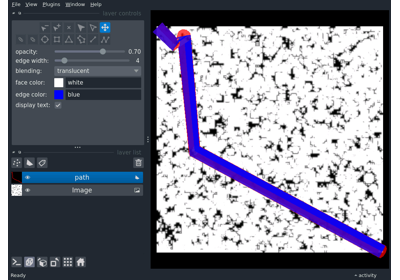 File View Plugins Window Help
layer controls
opacity: 0.70
edge width: 4
blending: translucent
face color: white
edge color: blue
display text:
layer list
path
Image
Ready
activity